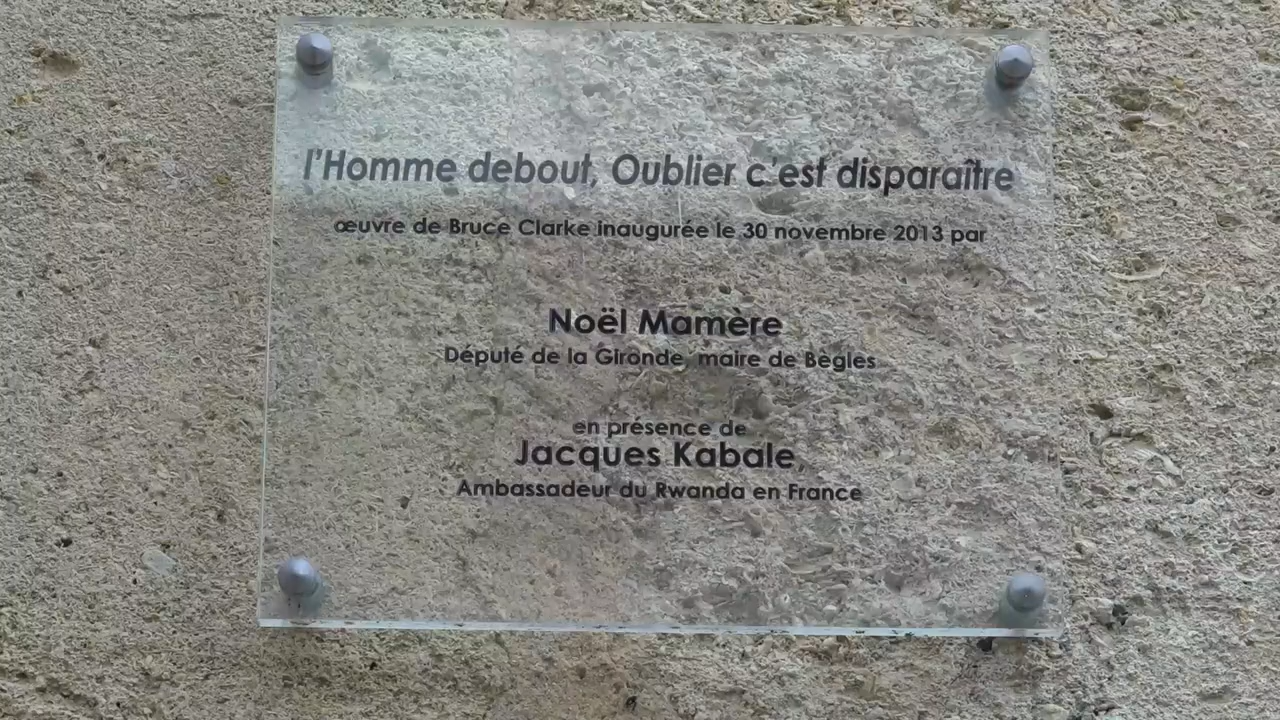 l'Homme debout, Oublier c'est disparaître
œuvre de Bruce Clarke inaugurée le 30 novembre 2013 par
Noël Mamère
Député de la Gironde, maire de Bègles
en présence de
Jacques Kabale,
Ambassadeur du Rwanda en France